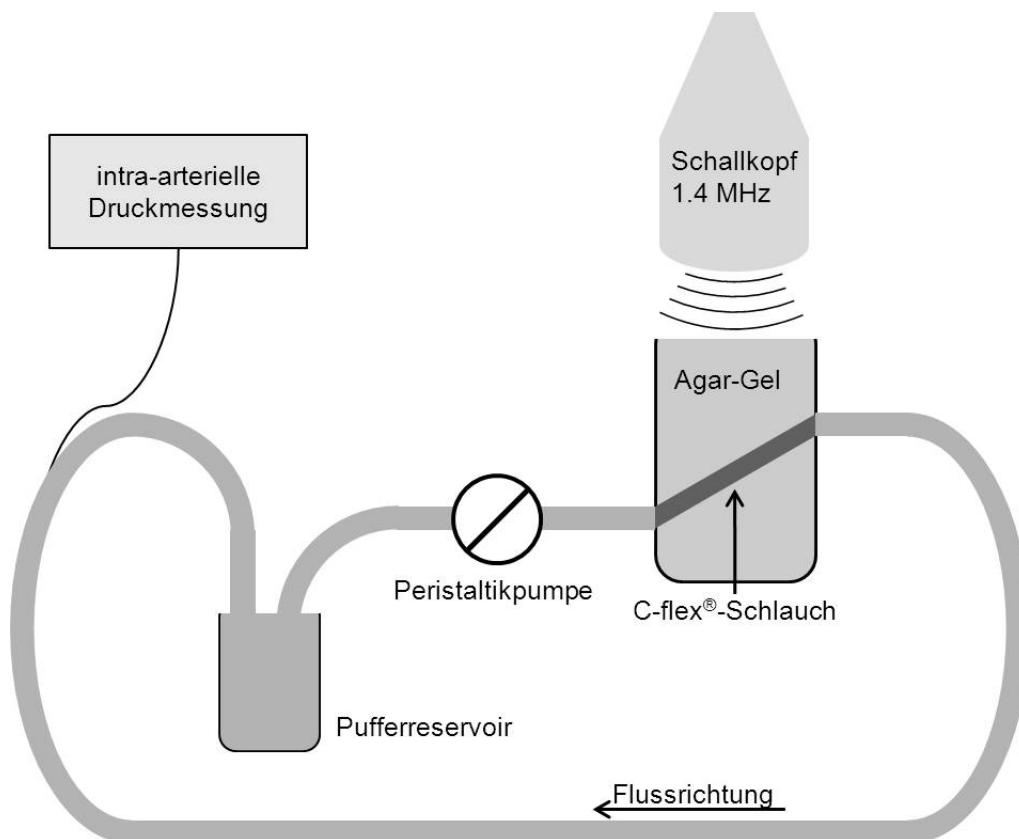 intra-arterielle
Druckmessung
Schallkopf
1.4 MHz
Agar-Gel
Peristaltikpumpe
C-flex®-Schlauch
Pufferreservoir
Flussrichtung